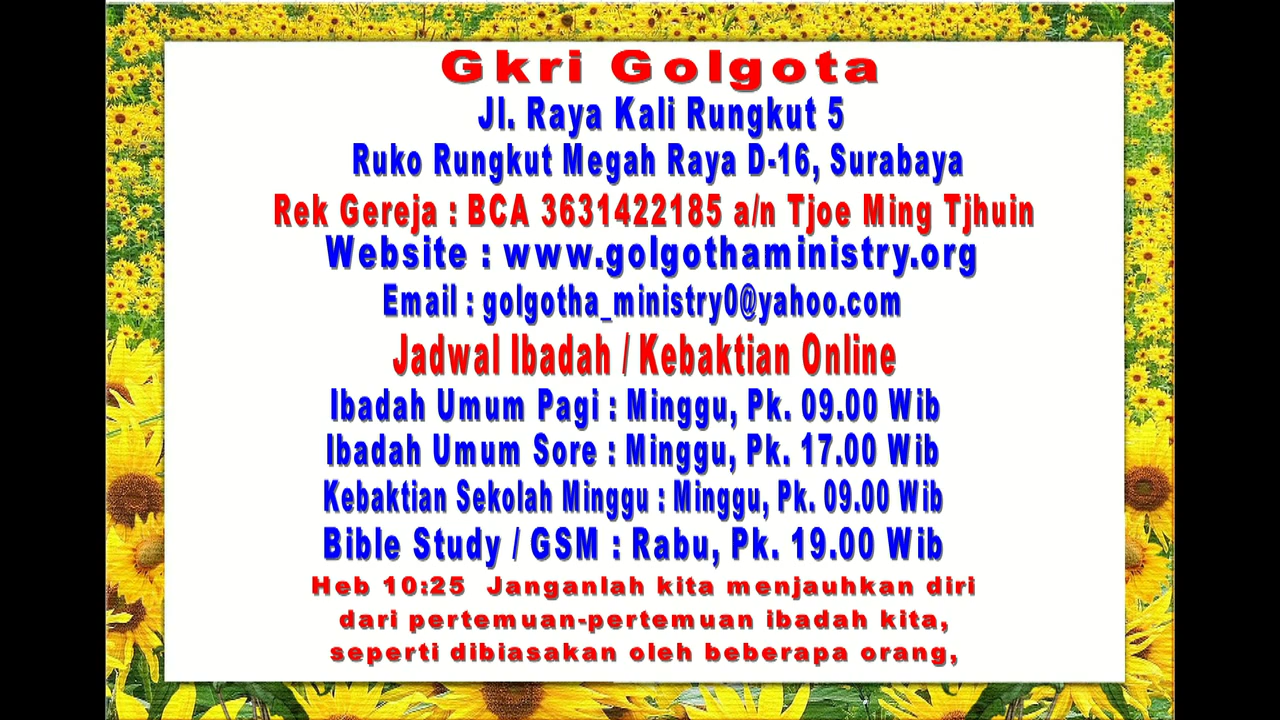 Gkri Golgota
Jl. Raya Kali Rungkut 5
Ruko Rungkut Megah Raya D-16, Surabaya
Rek Gereja : BCA 3631422185 a/n Tjoe Ming Tjhuin
Website : www.golgothaministry.org
Email : golgotha_ministry0@yahoo.com
Jadwal Ibadah / Kebaktian Online
Ibadah Umum Pagi : Minggu, Pk. 09.00 Wib
Ibadah Umum Sore : Minggu, Pk. 17.00 Wib
Kebaktian Sekolah Minggu : Minggu, Pk. 09.00 Wib
Bible Study / GSM : Rabu, Pk. 19.00 Wib
Heb 10:25 Janganlah kita menjauhkan diri
dari pertemuan-pertemuan ibadah kita,
seperti dibiasakan oleh beberapa orang,